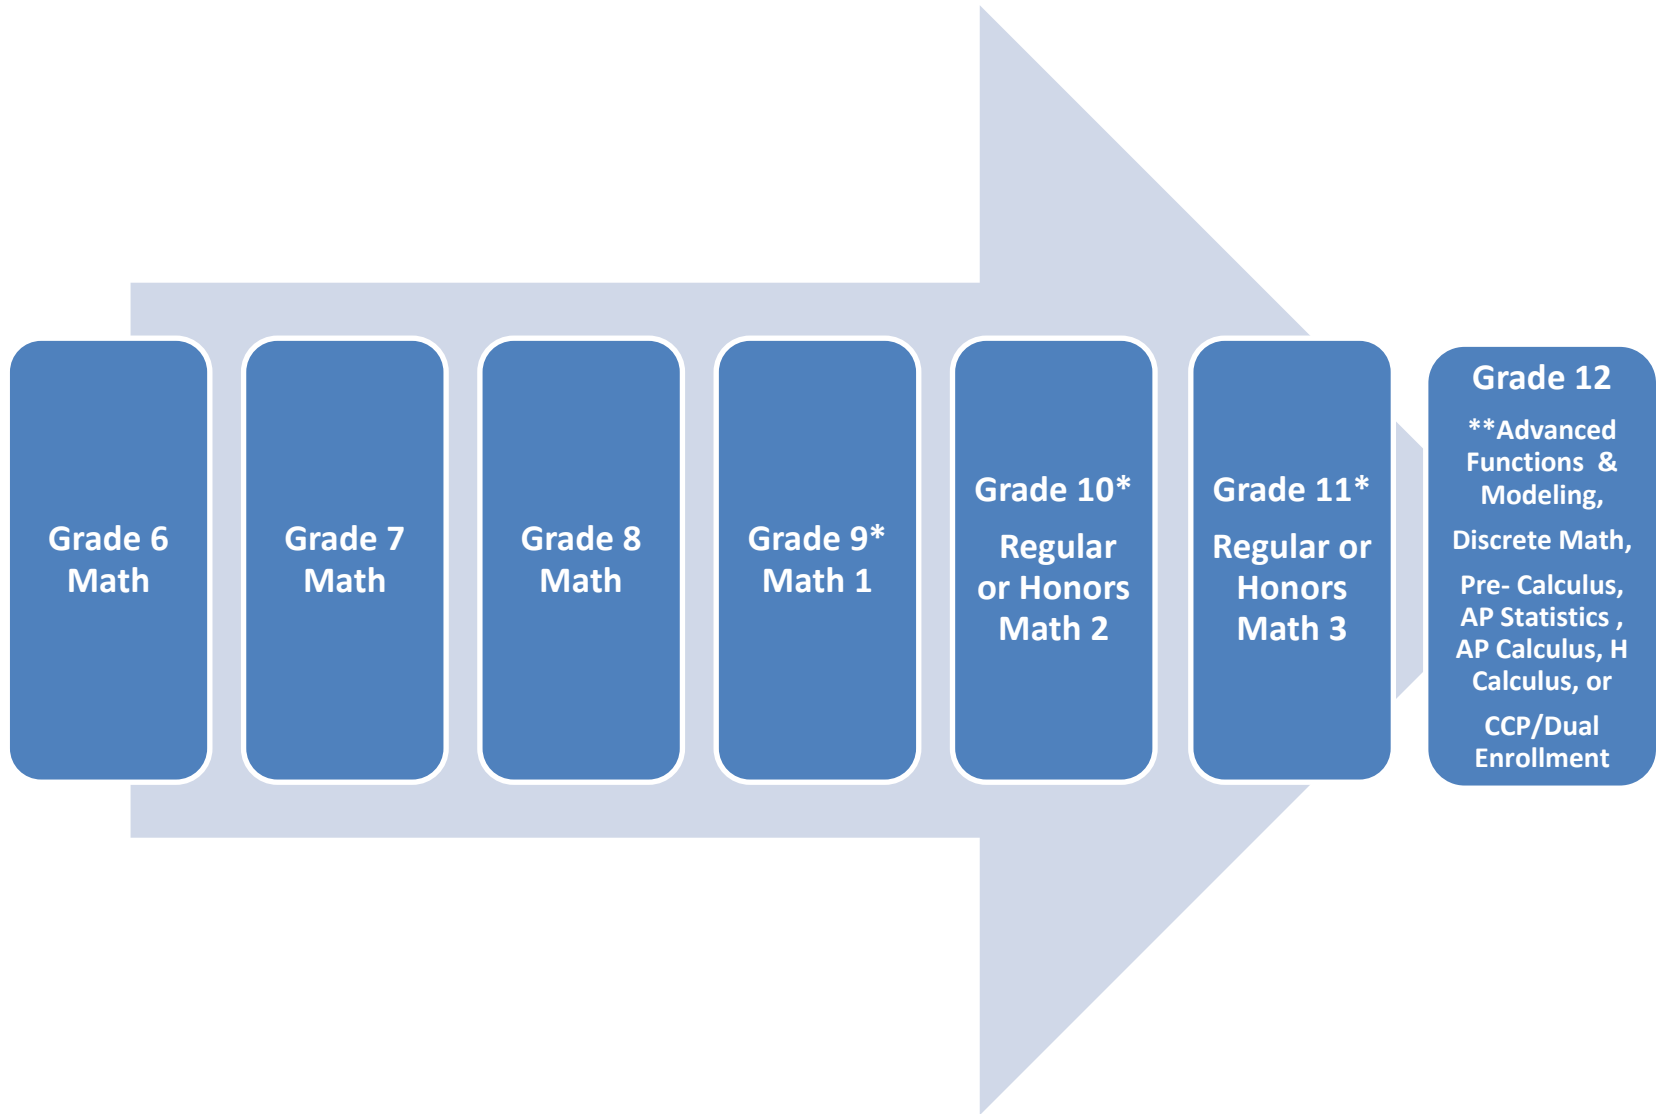 Grade 6
Math
Grade 7
Math
Grade 8
Math
Grade 9*
Math 1
Grade 10*
Regular
or Honors
Math 2
Grade 11*
Regular or
Honors
Math 3
Grade 12
**Advanced
Functions &
Modeling,
Discrete Math,
Pre- Calculus,
AP Statistics ,
AP Calculus, H
Calculus, or
CCP/Dual
Enrollment